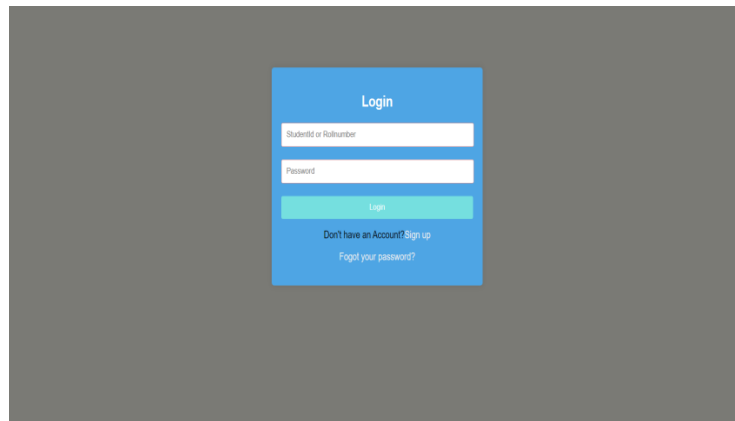 Login
StudentId or Rollnumber
Password
Login
Don't have an Account?Sign up
Fogot your password?